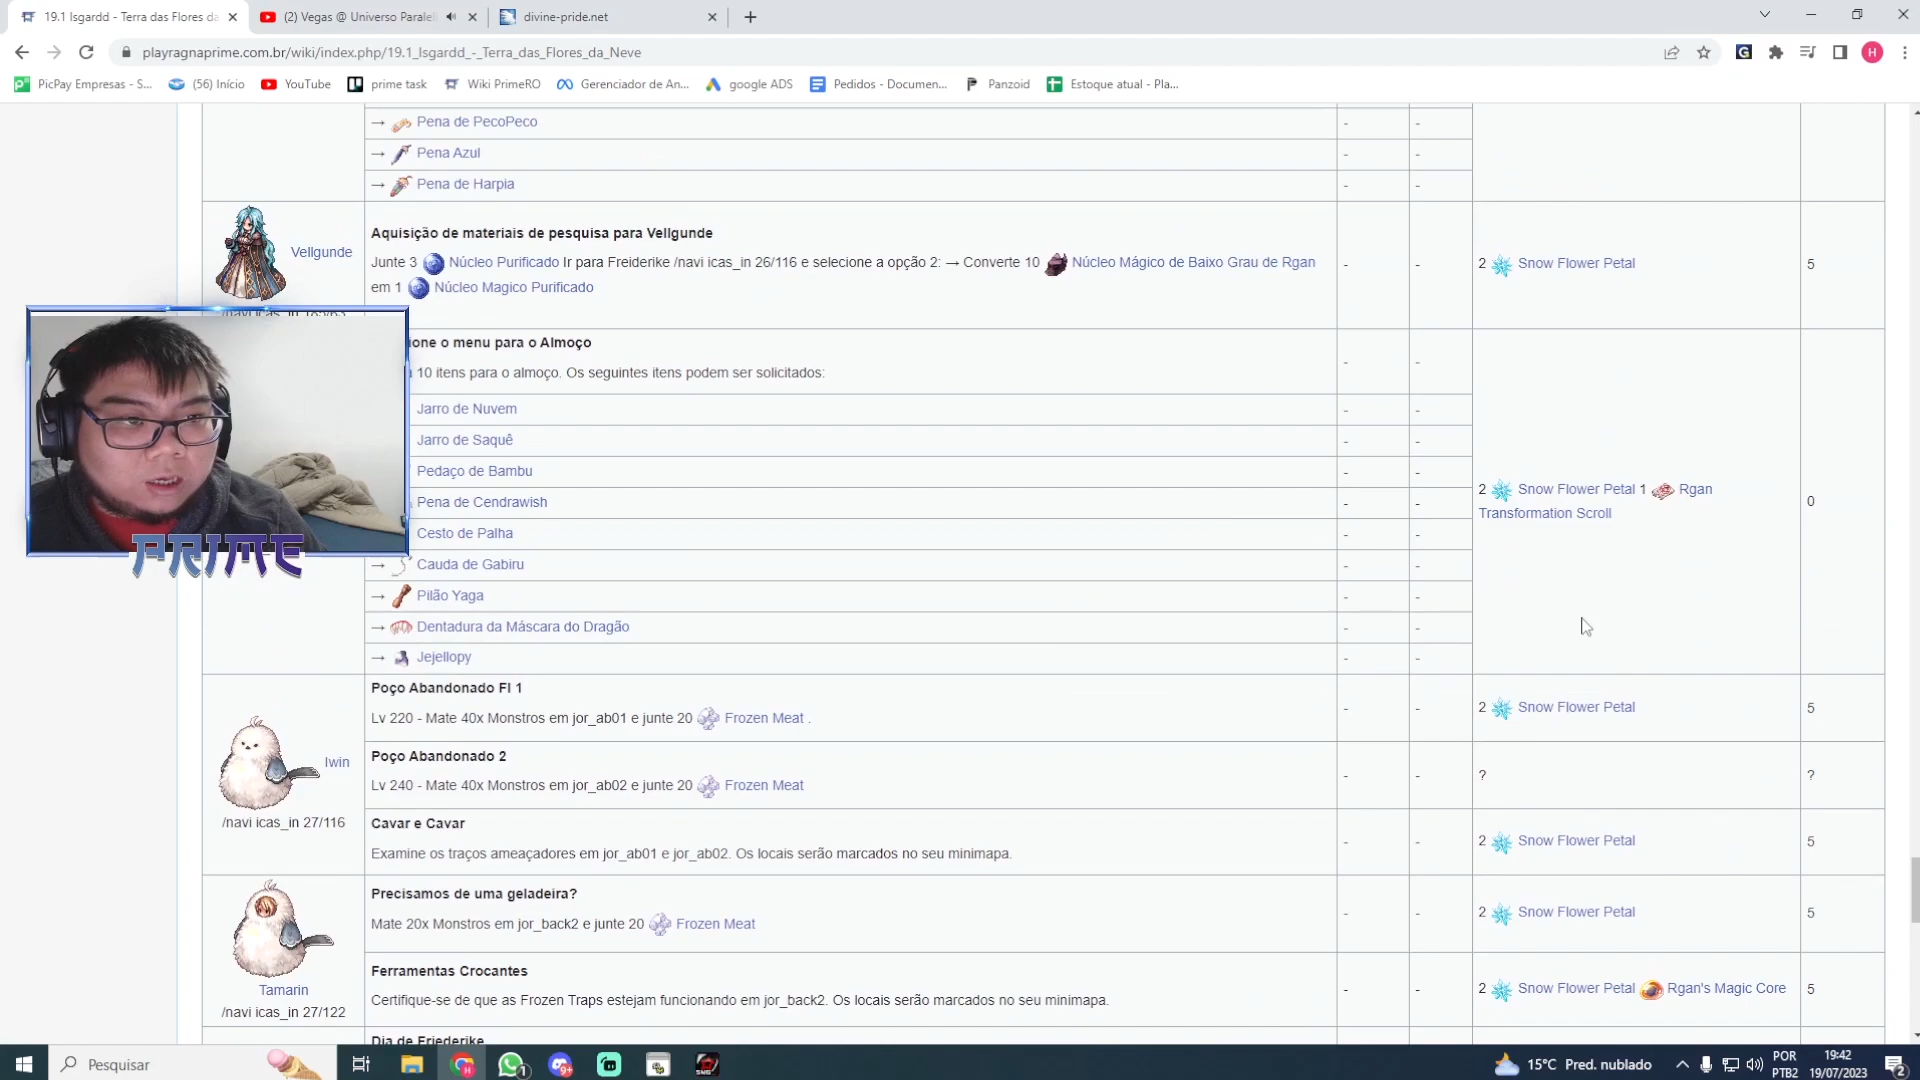 19.1 Isgardd - Terra das Flores da
(2) Vegas @ Universo Paralel
divine-pride.net
playragnaprime.com.br/wiki/index.php/19.1_Isgardd_-_Terra_das_Flores_da_Neve
PicPay Empresas - S...
(56) Início
YouTube
prime task
Wiki PrimeRO
Gerenciador de An...
google ADS
Pedidos - Documen...
Panzoid
Estoque atual - Pla...
→ Pena de PecoPeco - -
→ Pena Azul - -
→ Pena de Harpia - -
Vellgunde
Aquisição de materiais de pesquisa para Vellgunde
Junte 3 Núcleo Purificado Ir para Freiderike /navi icas_in 26/116 e selecione a opção 2: → Converte 10 Núcleo Mágico de Baixo Grau de Rgan
em 1 Núcleo Magico Purificado
- - 2 Snow Flower Petal 5
ione o menu para o Almoço
10 itens para o almoço. Os seguintes itens podem ser solicitados:
- -
Jarro de Nuvem - -
Jarro de Saquê - -
Pedaço de Bambu - -
Pena de Cendrawish - -
Cesto de Palha - -
→ Cauda de Gabiru - -
→ Pilão Yaga - -
→ Dentadura da Máscara do Dragão - -
→ Jejellopy - -
2 Snow Flower Petal 1 Rgan
Transformation Scroll
0
Iwin
/navi icas_in 27/116
Poço Abandonado Fl 1
Lv 220 - Mate 40x Monstros em jor_ab01 e junte 20 Frozen Meat .
- - 2 Snow Flower Petal 5
Poço Abandonado 2
Lv 240 - Mate 40x Monstros em jor_ab02 e junte 20 Frozen Meat
- - ? ?
Cavar e Cavar
Examine os traços ameaçadores em jor_ab01 e jor_ab02. Os locais serão marcados no seu minimapa.
- - 2 Snow Flower Petal 5
Tamarin
/navi icas_in 27/122
Precisamos de uma geladeira?
Mate 20x Monstros em jor_back2 e junte 20 Frozen Meat
- - 2 Snow Flower Petal 5
Ferramentas Crocantes
Certifique-se de que as Frozen Traps estejam funcionando em jor_back2. Os locais serão marcados no seu minimapa.
- - 2 Snow Flower Petal Rgan's Magic Core 5
Dia de Friederike
PRIME
Pesquisar
15°C Pred. nublado
POR
PTB2
19:42
19/07/2023